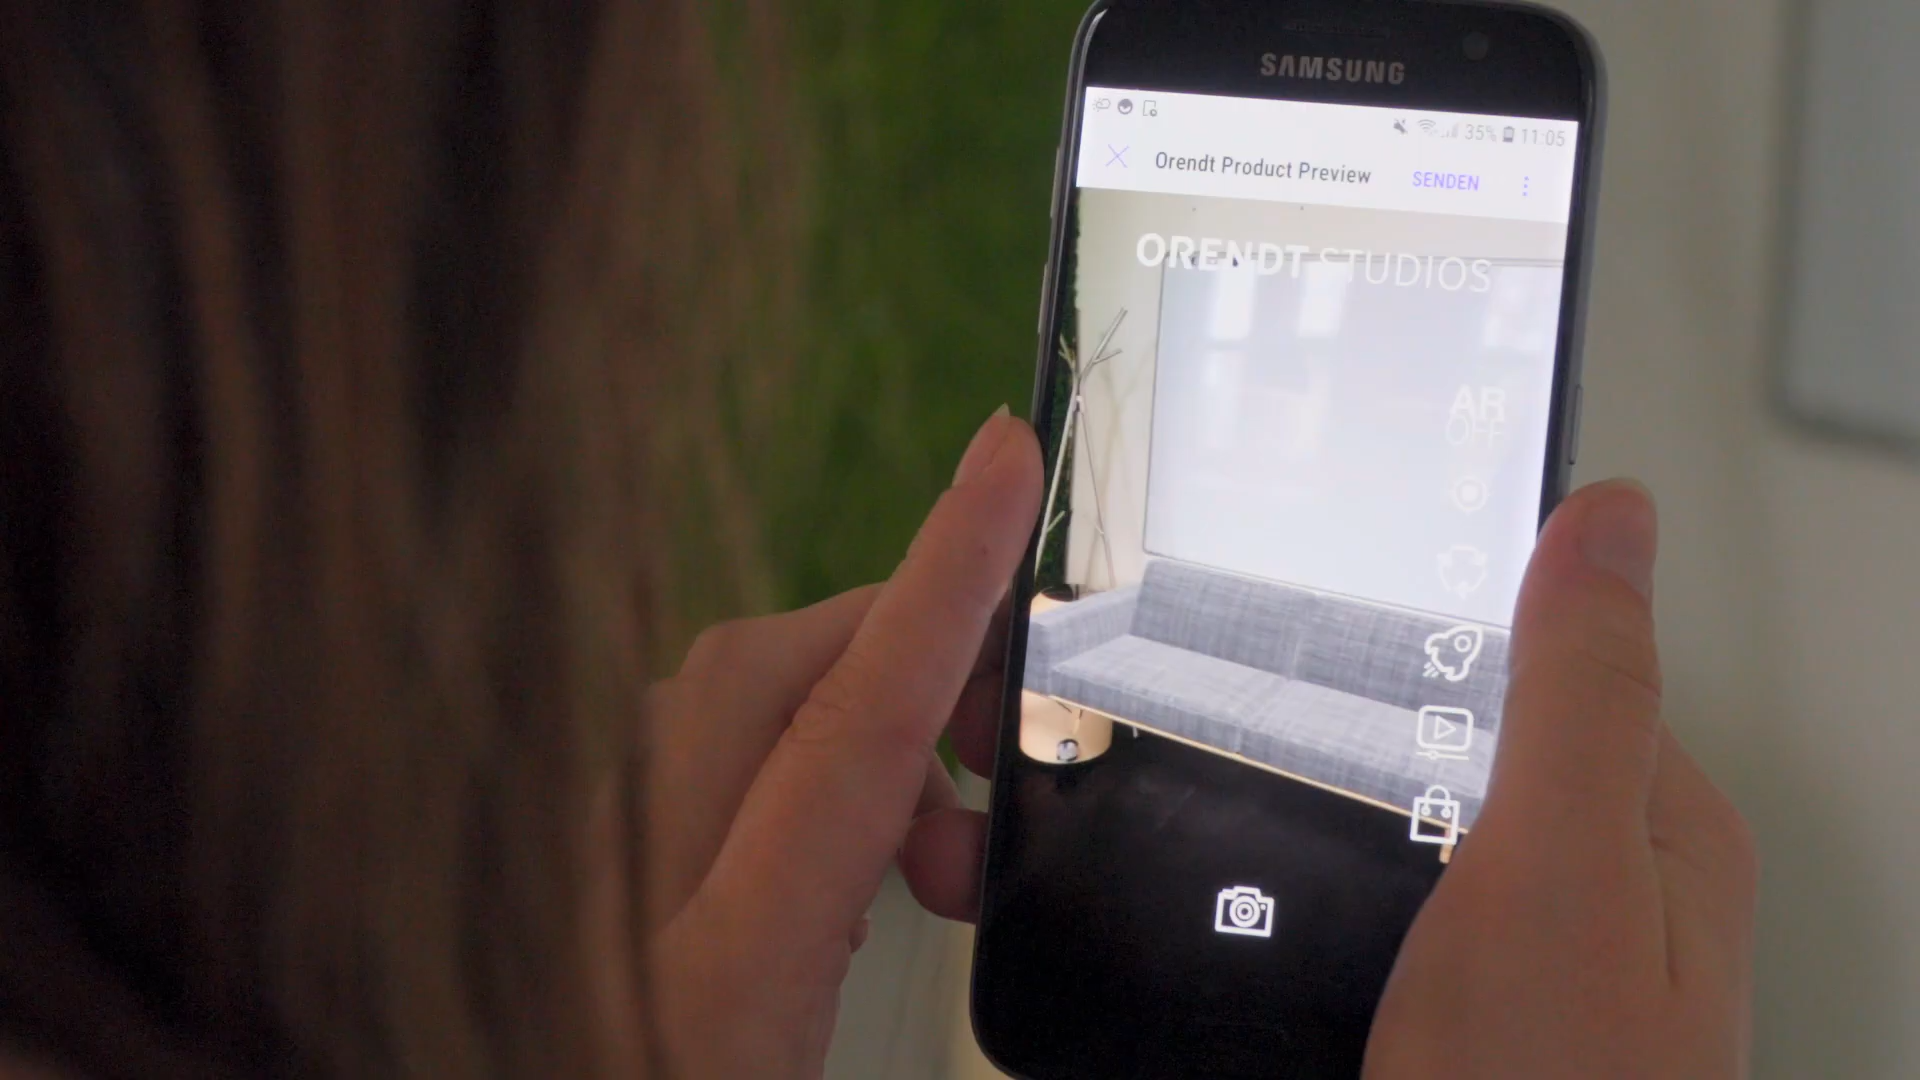 SAMSUNG
35% 11:05
Orendt Product Preview SENDEN
ORENDT STUDIOS
AR
OFF